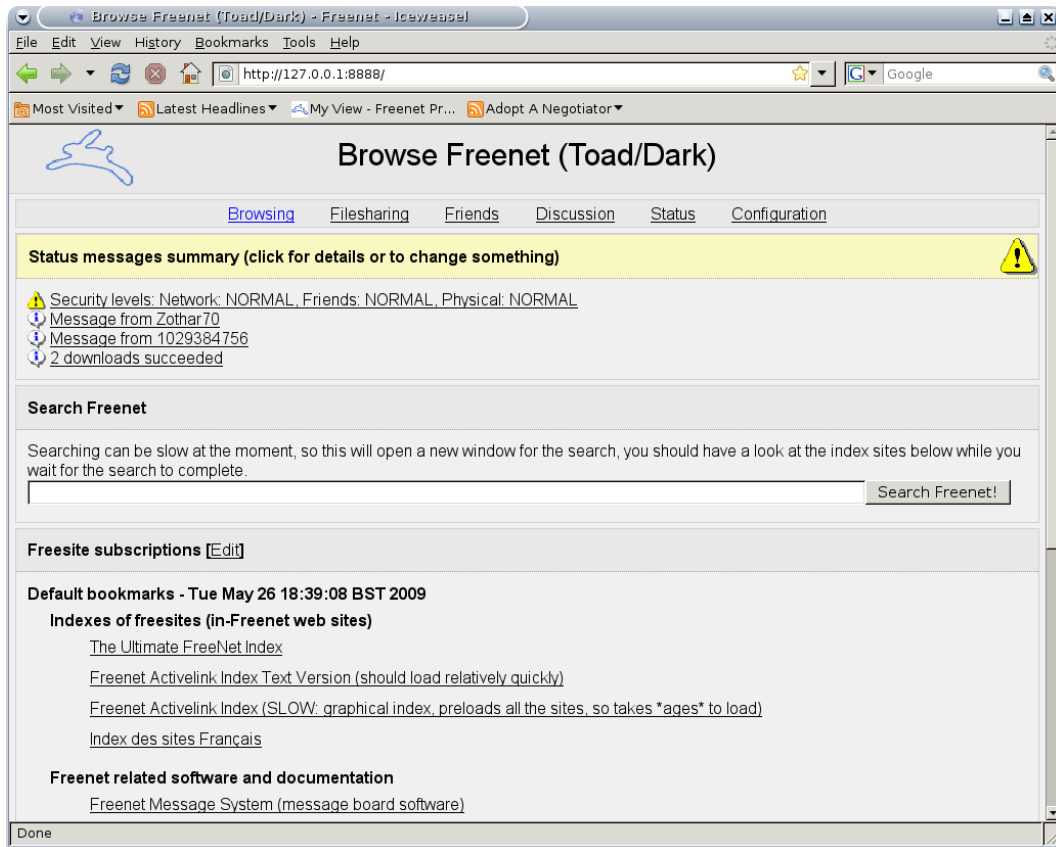 Browse Freenet (Toad/Dark) - Freenet - Iceweasel
File Edit View History Bookmarks Tools Help
http://127.0.0.1:8888/ G Google
Most Visited Latest Headlines My View - Freenet Pr... Adopt A Negotiator
Browse Freenet (Toad/Dark)
Browsing Filesharing Friends Discussion Status Configuration
Status messages summary (click for details or to change something)
Security levels: Network: NORMAL, Friends: NORMAL, Physical: NORMAL
Message from Zothar70
Message from 1029384756
2 downloads succeeded
Search Freenet
Searching can be slow at the moment, so this will open a new window for the search, you should have a look at the index sites below while you
wait for the search to complete.
Search Freenet!
Freesite subscriptions [Edit]
Default bookmarks - Tue May 26 18:39:08 BST 2009
Indexes of freesites (in-Freenet web sites)
The Ultimate FreeNet Index
Freenet Activelink Index Text Version (should load relatively quickly)
Freenet Activelink Index (SLOW: graphical index, preloads all the sites, so takes *ages* to load)
Index des sites Français
Freenet related software and documentation
Freenet Message System (message board software)
Done